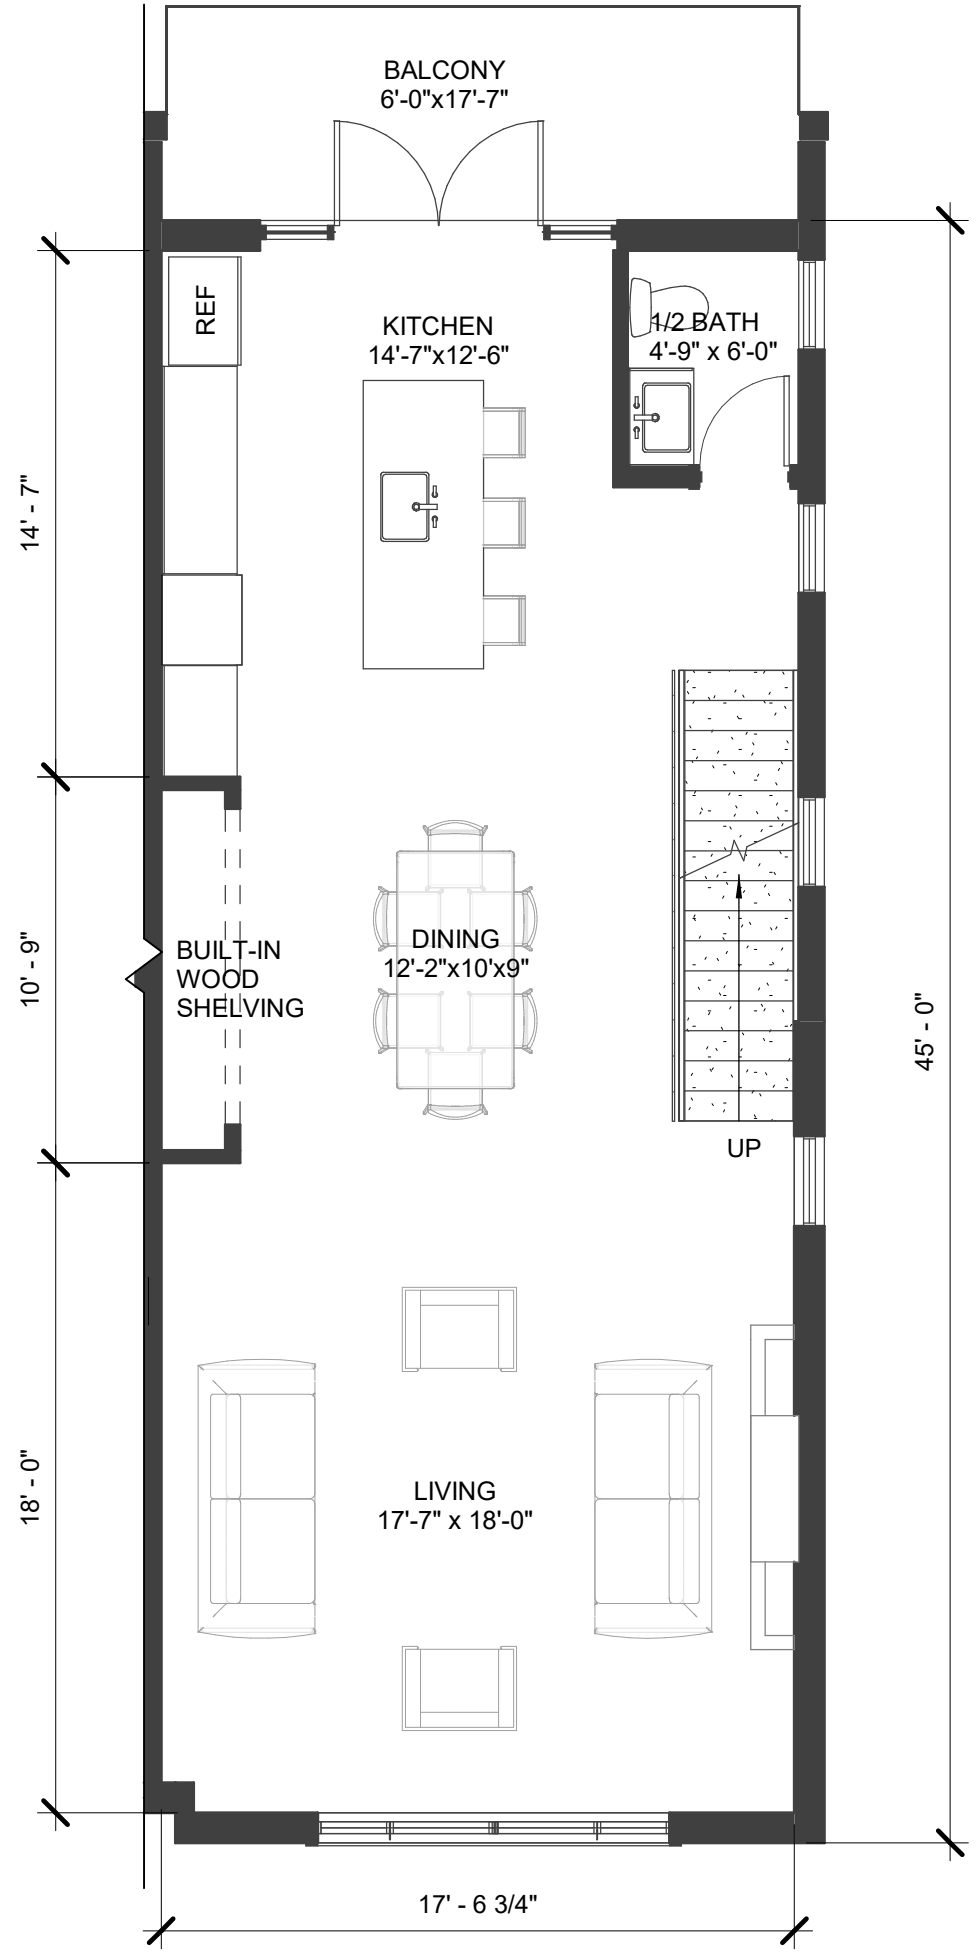 BALCONY
6'-0"x17'-7"
REF
KITCHEN
14'-7"x12'-6"
1/2 BATH
4'-9" x 6'-0"
14' - 7"
DINING
12'-2"x10'x9"
BUILT-IN
WOOD
SHELVING
10' - 9"
45' - 0"
UP
LIVING
17'-7" x 18'-0"
18' - 0"
17' - 6 3/4"